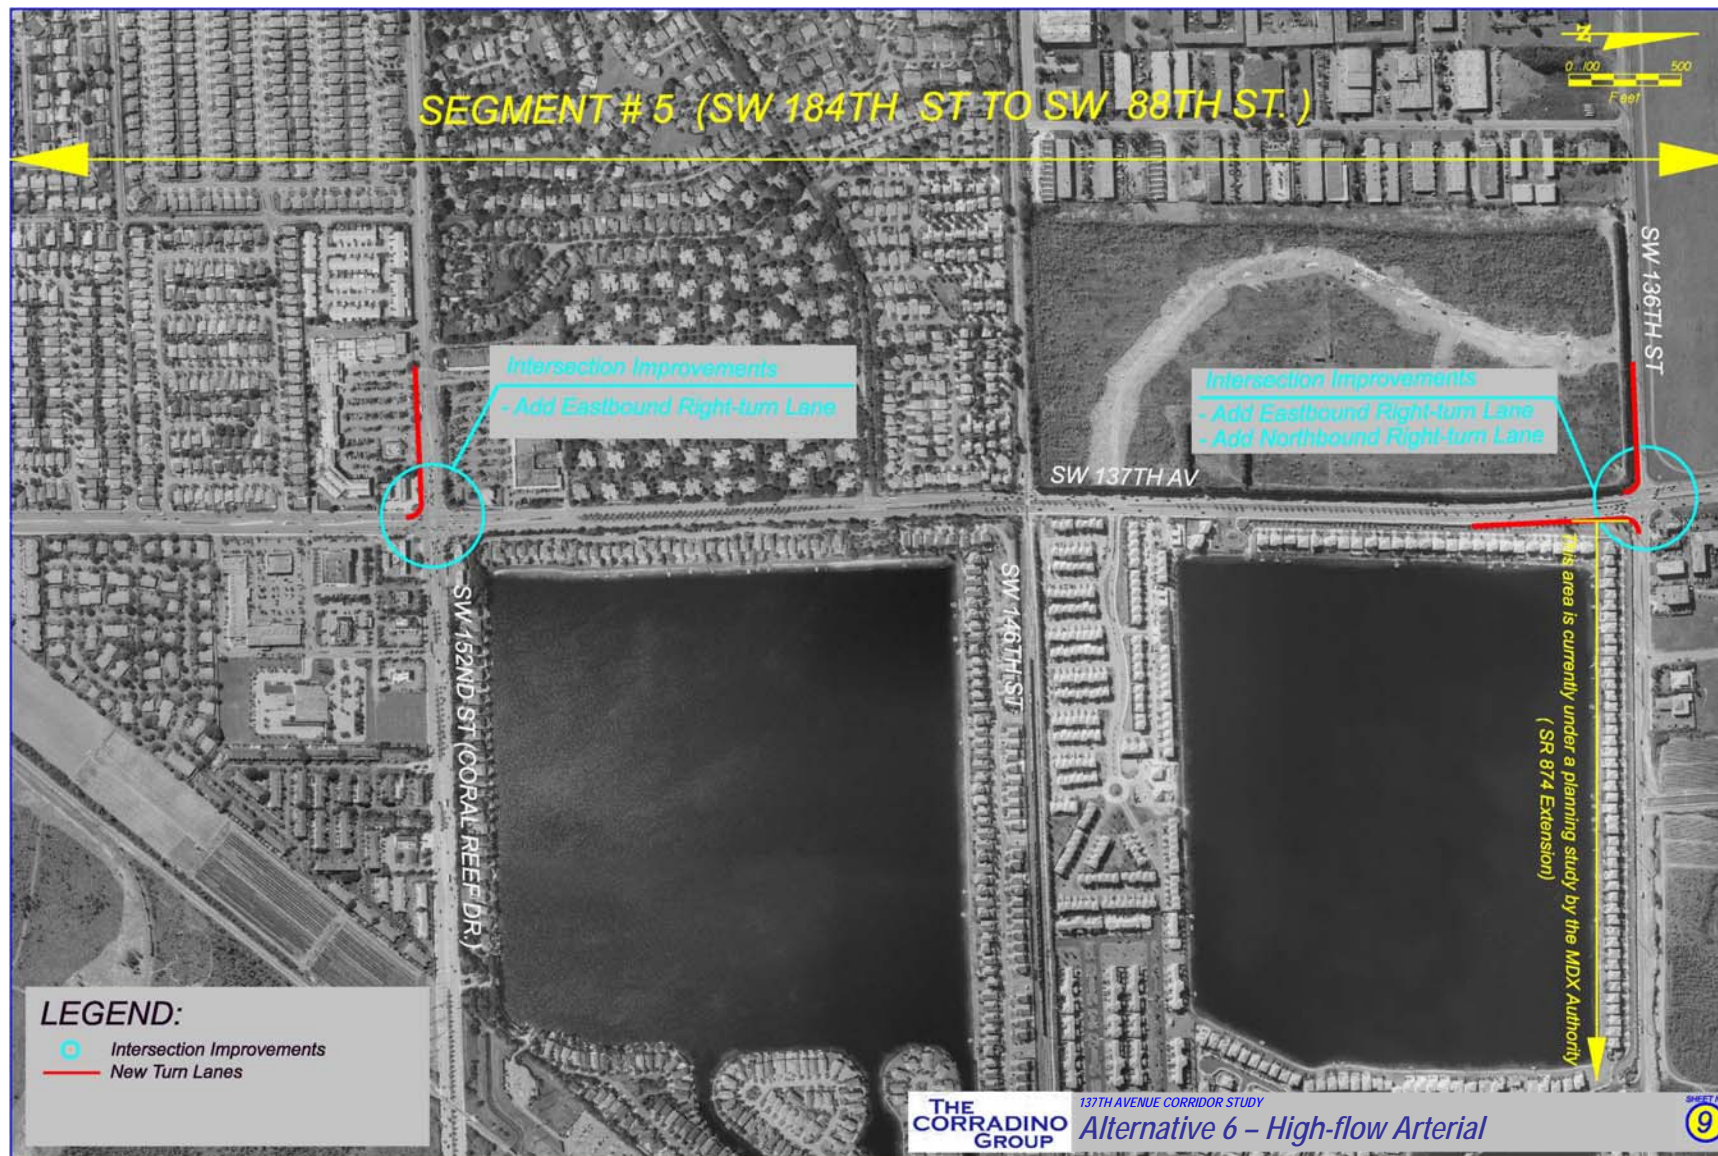 N
0 100 500
Feet
SEGMENT # 5 (SW 184TH ST TO SW 88TH ST.)
SW 136TH ST
Intersection Improvements
- Add Eastbound Right-turn Lane
Intersection Improvements
- Add Eastbound Right-turn Lane
- Add Northbound Right-turn Lane
SW 137TH AV
SW 152ND ST (CORAL REEF DR.)
SW 146TH ST
This area is currently under a planning study by the MDX Authority
( SR 874 Extension)
LEGEND:
Intersection Improvements
New Turn Lanes
THE
CORRADINO
GROUP
137TH AVENUE CORRIDOR STUDY
Alternative 6 – High-flow Arterial
SHEET
9